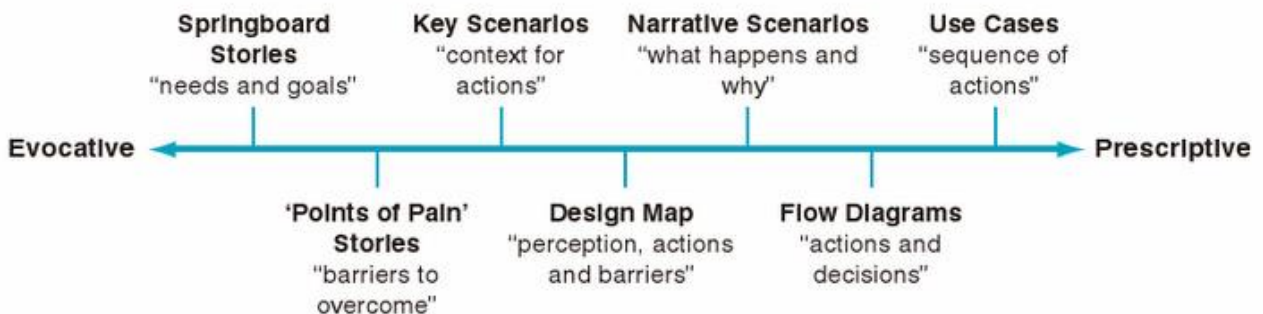 Springboard
Stories
“needs and goals”
Key Scenarios
“context for
actions”
Narrative Scenarios
“what happens and
why”
Use Cases
“sequence of
actions”
Evocative
Prescriptive
‘Points of Pain’
Stories
“barriers to
overcome”
Design Map
“perception, actions
and barriers”
Flow Diagrams
“actions and
decisions”